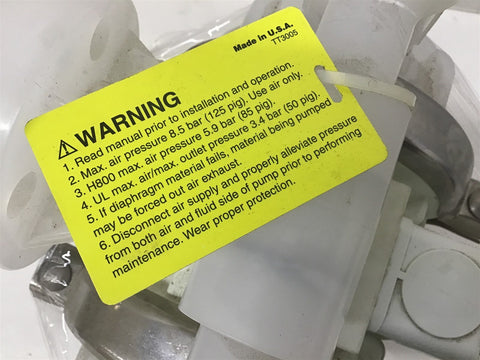 Made in U.S.A.
TT3005
WARNING
1. Read manual prior to installation and operation.
2. Max. air pressure 8.5 bar (125 pig). Use air only.
3. H800 max. air pressure 5.9 bar (85 pig).
4. UL max. air/max. outlet pressure 3.4 bar (50 pig).
5. If diaphragm material fails, material being pumped
may be forced out air exhaust.
6. Disconnect air supply and properly alleviate pressure
from both air and fluid side of pump prior to performing
maintenance. Wear proper protection.